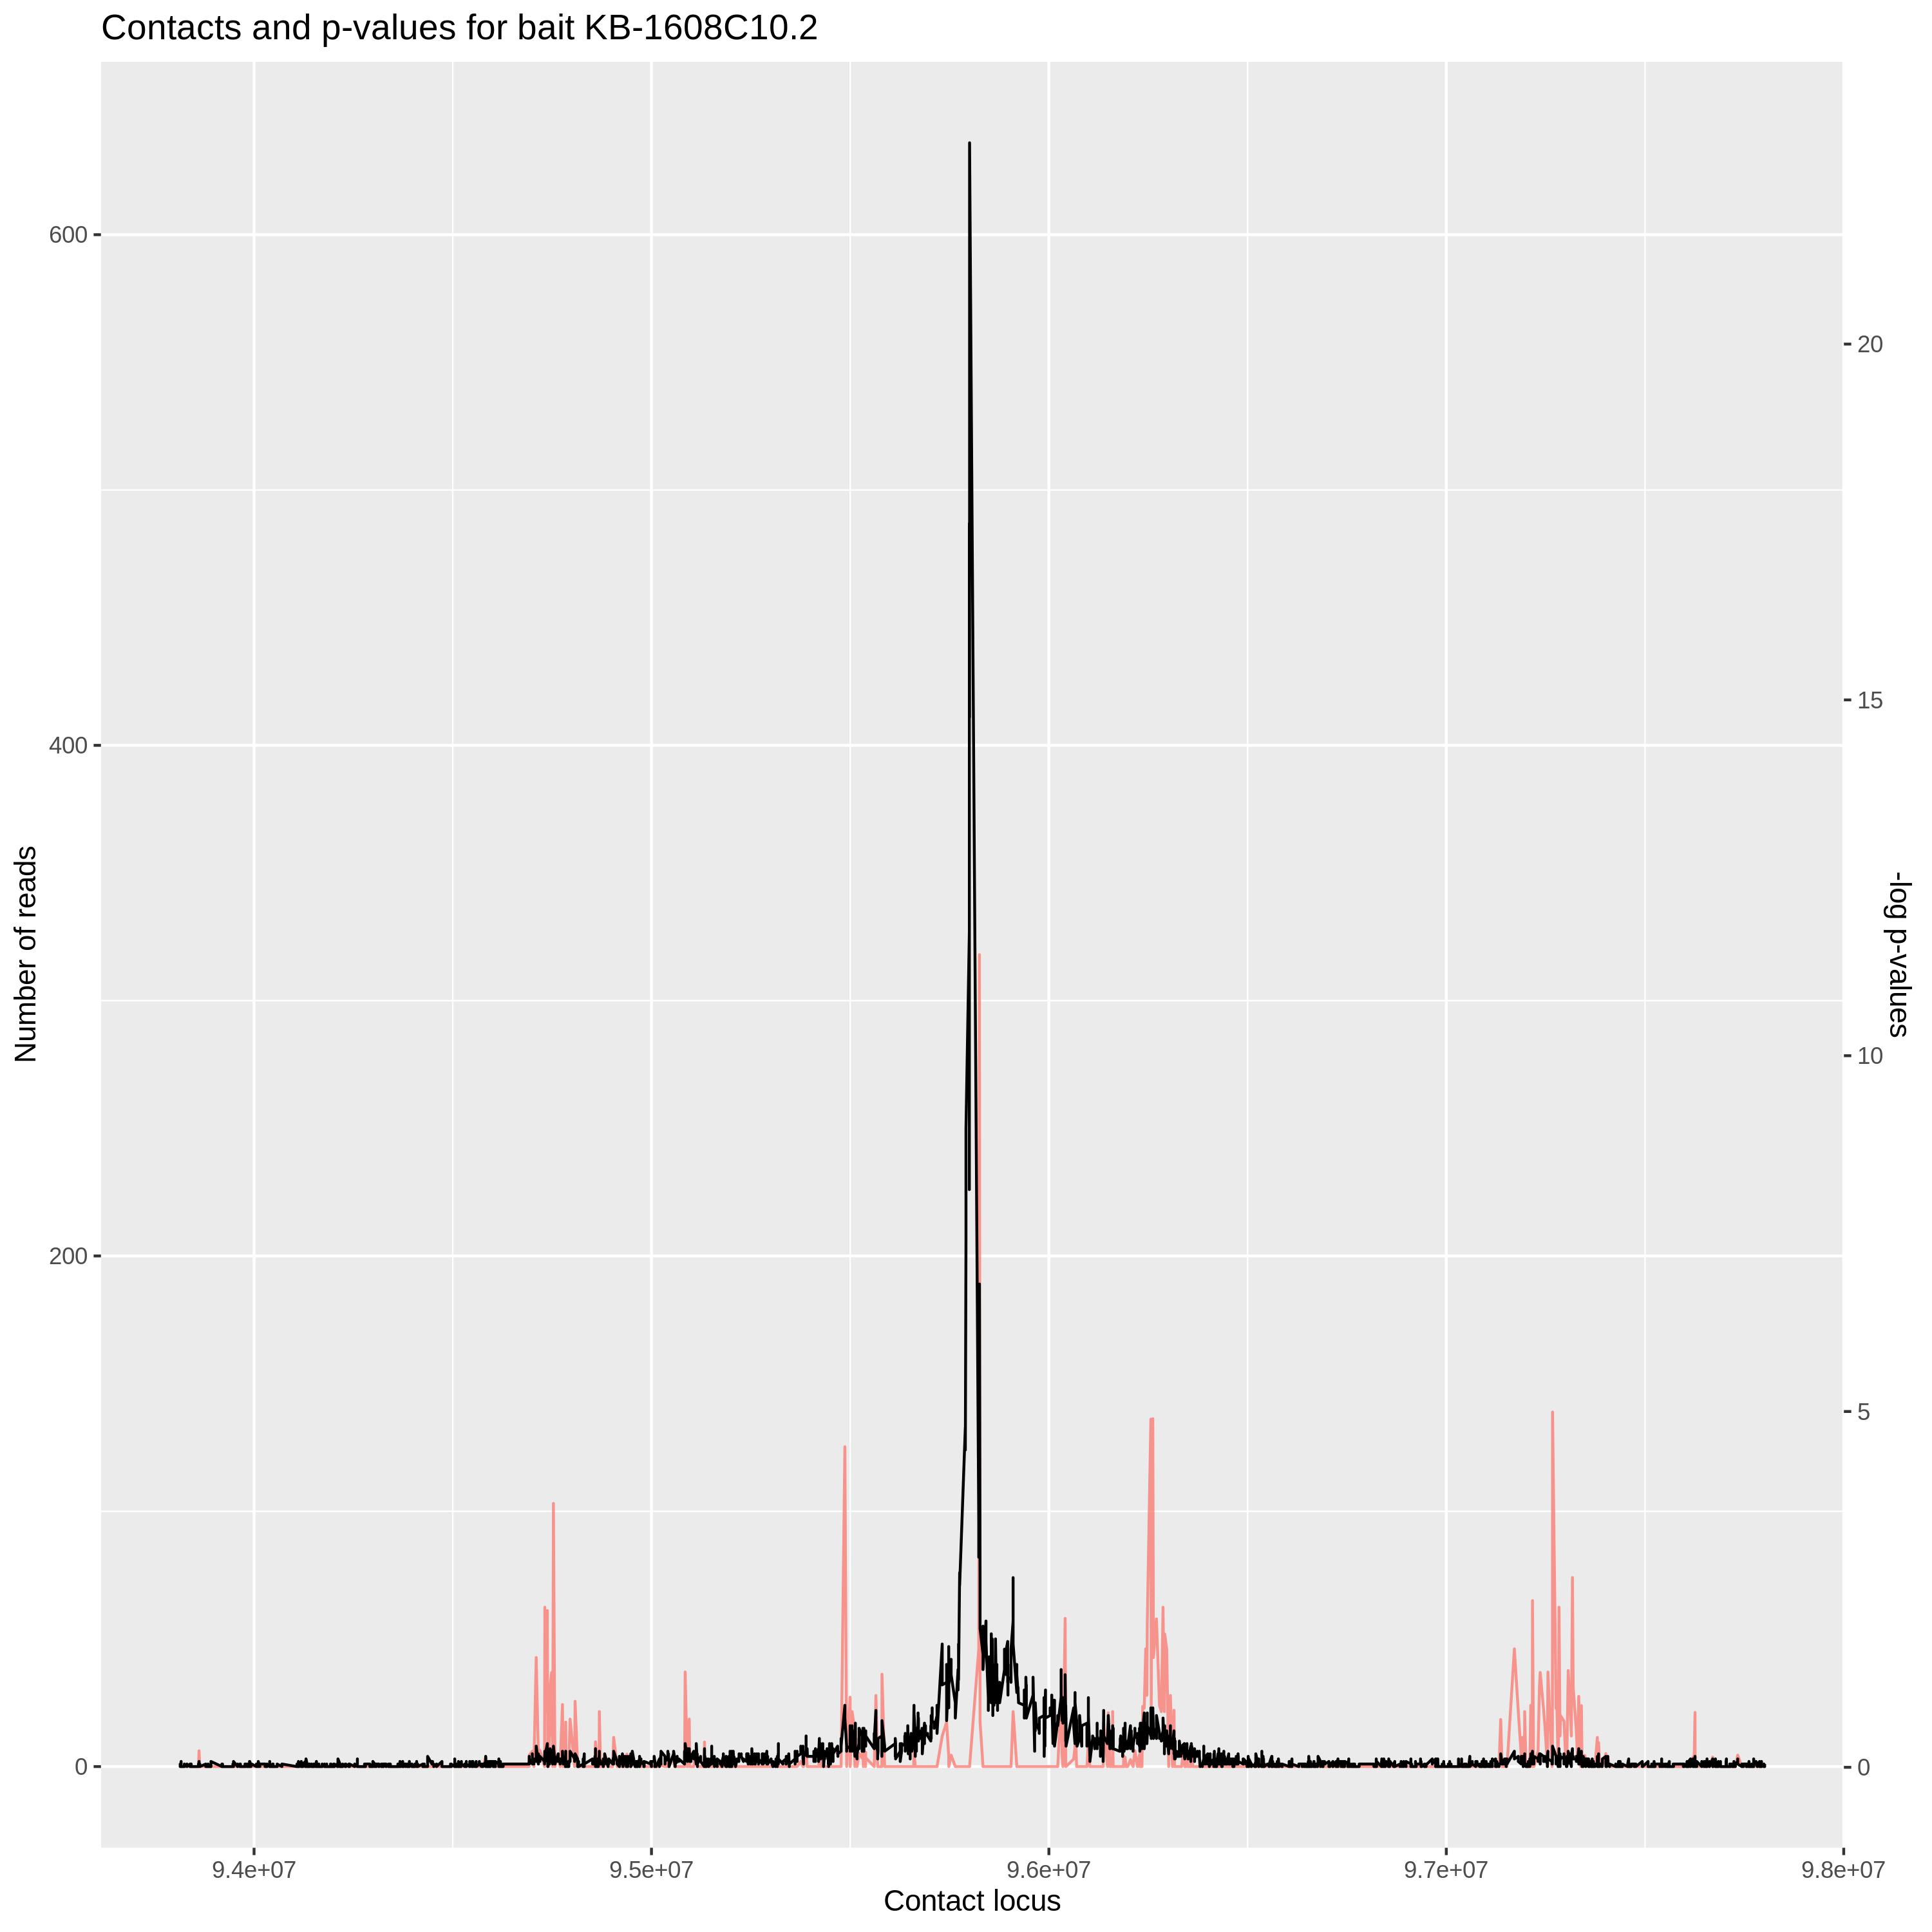 Contacts and p-values for bait KB-1608C10.2
Number of reads
600
400
200
0
20
15
10
5
0
-log p-values
9.4e+07
9.5e+07
9.6e+07
9.7e+07
9.8e+07
Contact locus